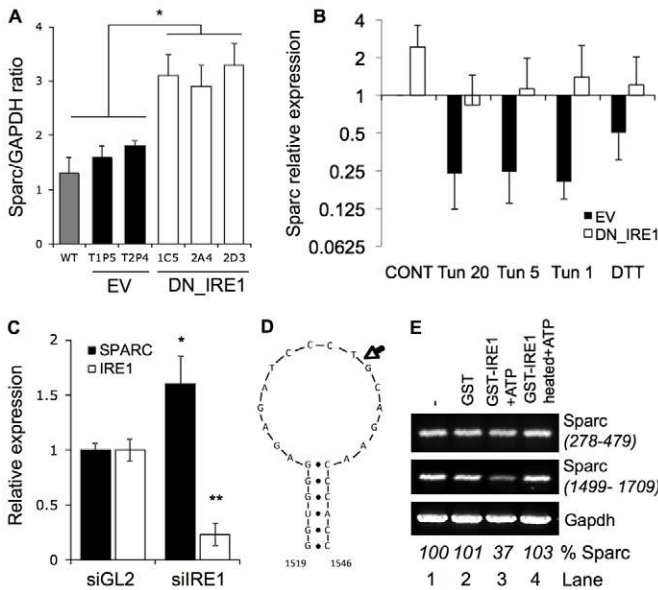 A
Sparc/GAPDH ratio
4
3
2
1
0
*
WT T1P5 T2P4 1C5 2A4 2D3
EV DN_IRE1
B
Sparc relative expression
4
2
1
0.5
0.25
0.125
0.0625
EV
DN_IRE1
CONT Tun 20 Tun 5 Tun 1 DTT
C
Relative expression
2
1.5
1
0.5
0
SPARC
IRE1
*
**
siGL2 siIRE1
D
GGUGGGAGAGATCCCTGCAGAACCCACC
1519 1546
E
-
GST
GST-IRE1
+ATP
GST-IRE1
heated+ATP
Sparc
(278-479)
Sparc
(1499- 1709)
Gapdh
100 101 37 103 % Sparc
1 2 3 4 Lane